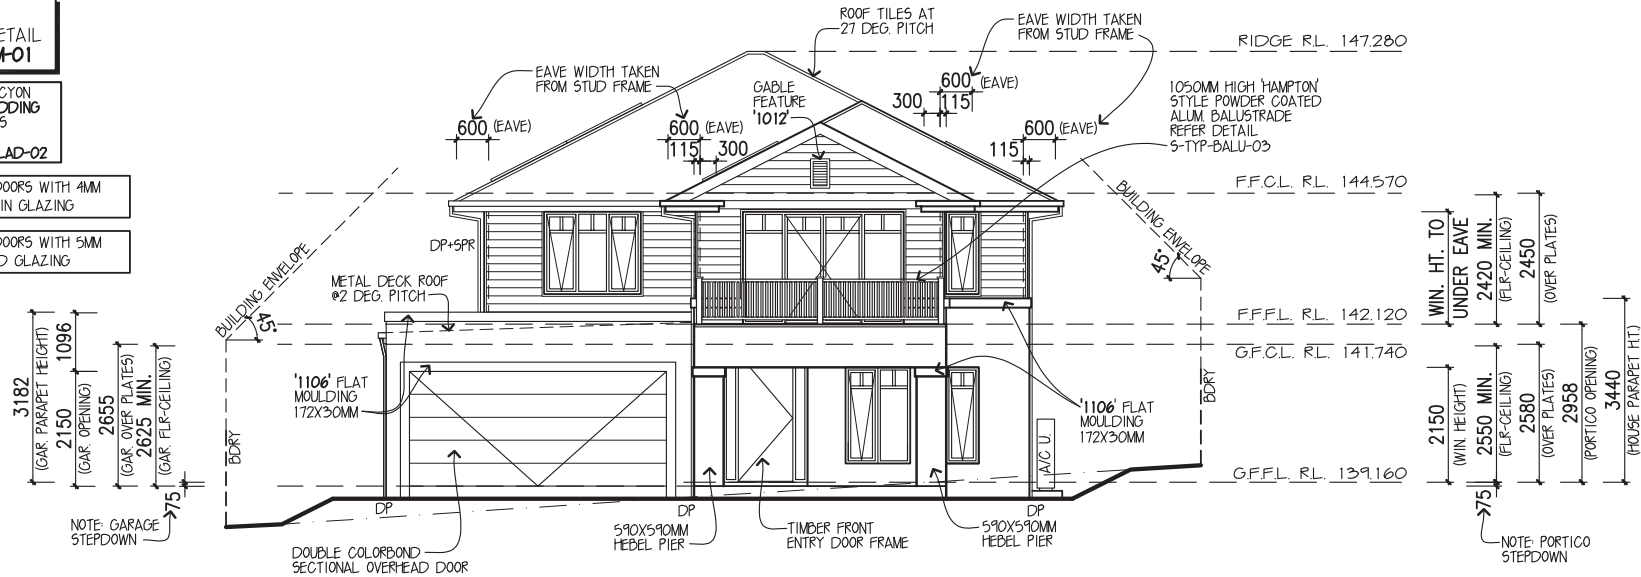 ETAIL
M-01
CYON
DDING
S
LAD-02
DOORS WITH 4MM
IN GLAZING
DOORS WITH 5MM
D GLAZING
ROOF TILES AT
27 DEG. PITCH
EAVE WIDTH TAKEN
FROM STUD FRAME
RIDGE R.L. 147.280
EAVE WIDTH TAKEN
FROM STUD FRAME
GABLE
FEATURE
'1012'
600 (EAVE)
300
115
1050MM HIGH 'HAMPTON'
STYLE POWDER COATED
ALUM. BALUSTRADE
REFER DETAIL
S-TYP-BALU-03
600 (EAVE)
600 (EAVE)
115
300
600 (EAVE)
115
F.F.C.L. R.L. 144.570
BUILDING ENVELOPE
45°
BUILDING ENVELOPE
45°
DP+SPR
METAL DECK ROOF
@2 DEG. PITCH
F.F.F.L. R.L. 142.120
G.F.C.L. R.L. 141.740
WIN. HT. TO
UNDER EAVE
2420 MIN.
(FLR-CEILING)
2450
(OVER PLATES)
3182
(GAR. PARAPET HEIGHT)
1096
2150
(GAR. OPENING)
2655
(GAR. OVER PLATES)
2625 MIN.
(GAR. FLR-CEILING)
75
BDRY
'1106' FLAT
MOULDING
172X30MM
'1106' FLAT
MOULDING
172X30MM
A/C U.
BDRY
2150
(WIN. HEIGHT)
2550 MIN.
(FLR-CEILING)
2580
(OVER PLATES)
2958
(PORTICO OPENING)
3440
(HOUSE PARAPET H.T.)
G.F.F.L. R.L. 139.160
75
DP
DP
DP
NOTE: GARAGE
STEPDOWN
DOUBLE COLORBOND
SECTIONAL OVERHEAD DOOR
590X590MM
HEBEL PIER
TIMBER FRONT
ENTRY DOOR FRAME
590X590MM
HEBEL PIER
NOTE: PORTICO
STEPDOWN